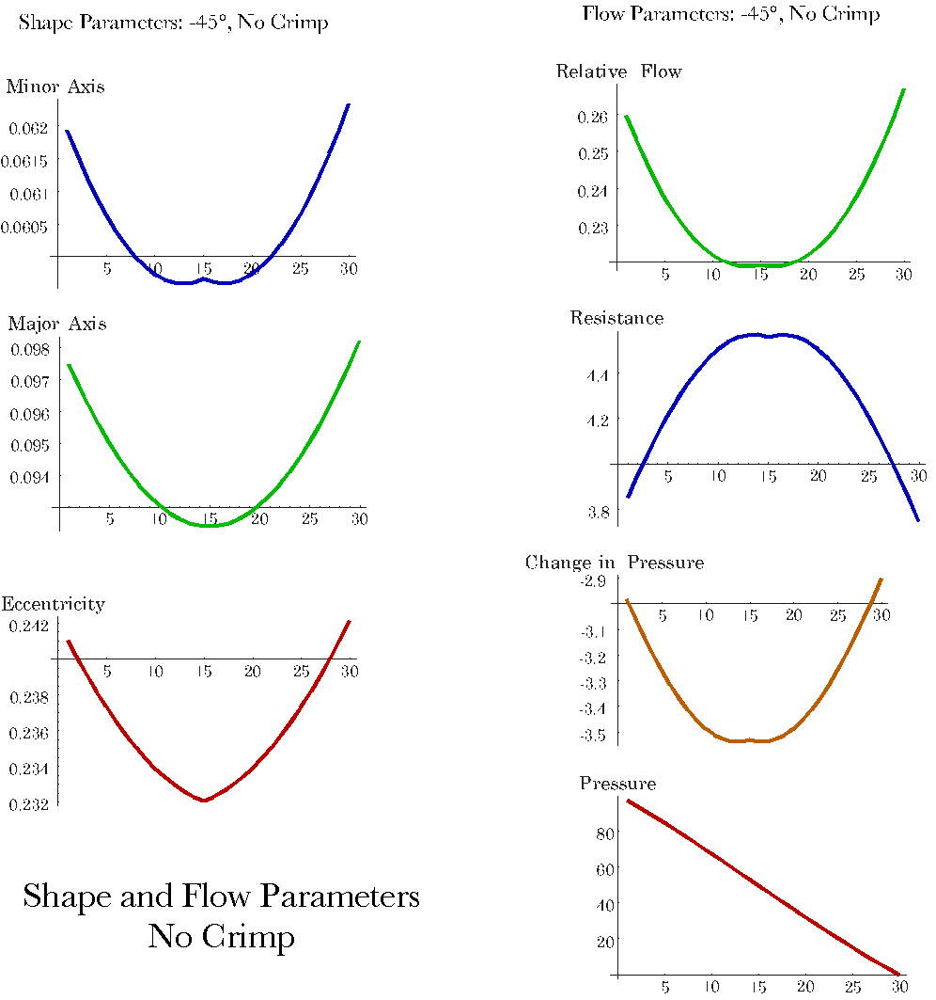 Shape Parameters: -45°, No Crimp
Minor Axis
0.062
0.0615
0.061
0.0605
5 10 15 20 25 30
Major Axis
0.098
0.097
0.096
0.095
0.094
5 10 15 20 25 30
Eccentricity
0.242
5 10 15 20 25 30
0.238
0.236
0.234
0.232
Shape and Flow Parameters
No Crimp
Flow Parameters: -45°, No Crimp
Relative Flow
0.26
0.25
0.24
0.23
5 10 15 20 25 30
Resistance
4.4
4.2
5 10 15 20 25 30
3.8
Change in Pressure
-2.9
5 10 15 20 25 30
-3.1
-3.2
-3.3
-3.4
-3.5
Pressure
80
60
40
20
5 10 15 20 25 30